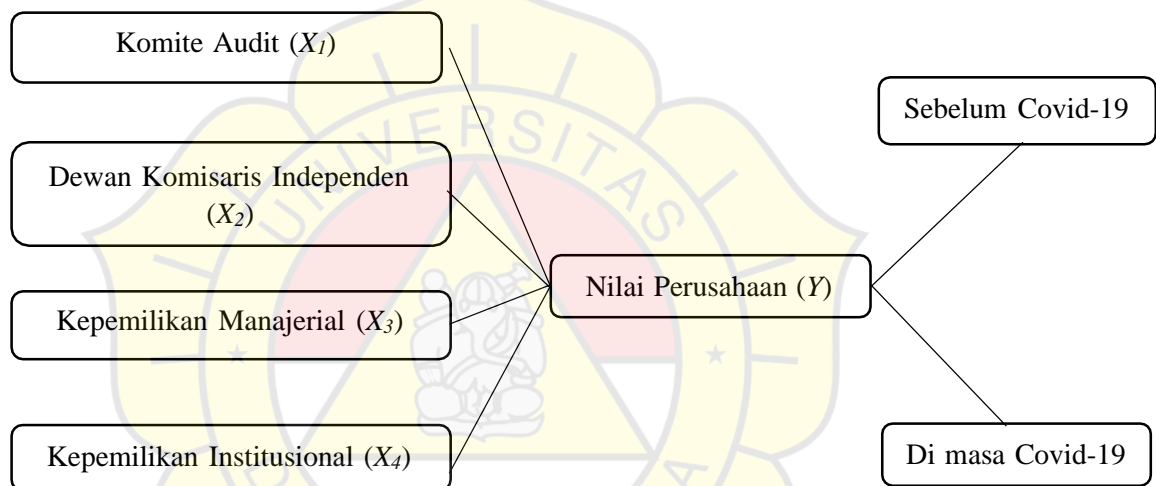 Komite Audit (X1)
Dewan Komisaris Independen
(X2)
Kepemilikan Manajerial (X3)
Kepemilikan Institusional (X4)
Nilai Perusahaan (Y)
Sebelum Covid-19
Di masa Covid-19
UNIVERSITAS